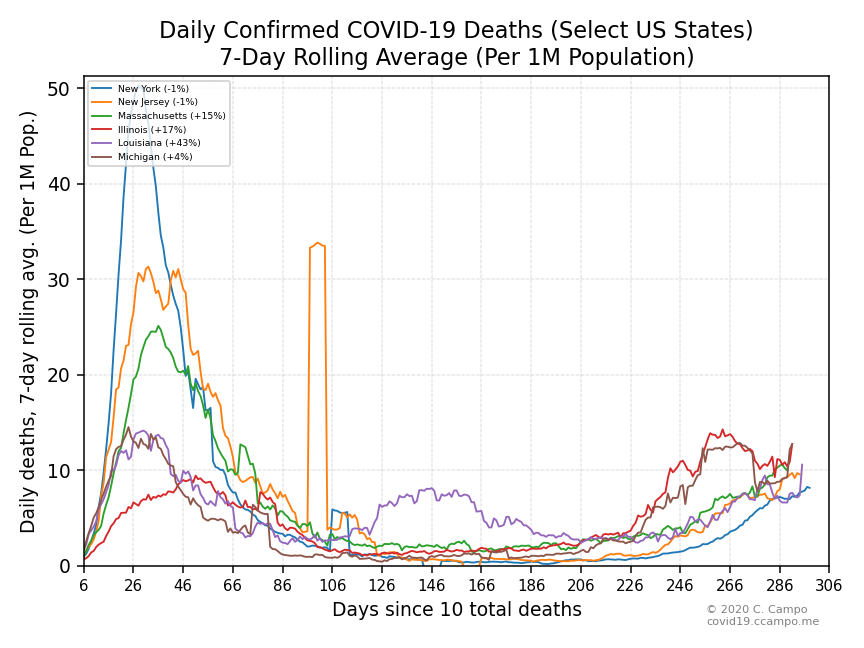 Daily Confirmed COVID-19 Deaths (Select US States)
7-Day Rolling Average (Per 1M Population)
Daily deaths, 7-day rolling avg. (Per 1M Pop.)
50
40
30
20
10
0
New York (-1%)
New Jersey (-1%)
Massachusetts (+15%)
Illinois (+17%)
Louisiana (+43%)
Michigan (+4%)
6 26 46 66 86 106 126 146 166 186 206 226 246 266 286 306
Days since 10 total deaths
© 2020 C. Campo
covid19.ccampo.me